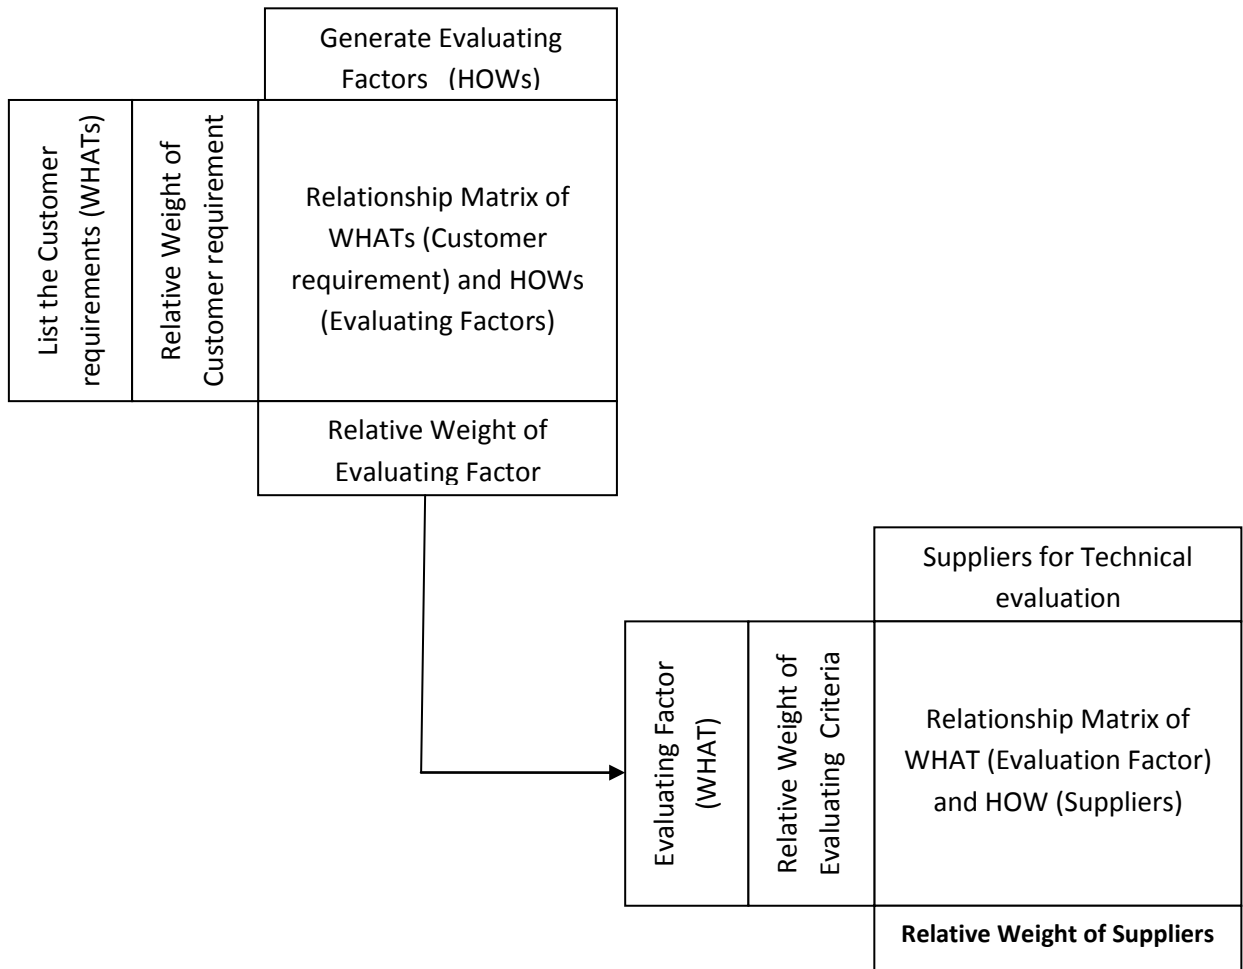 Generate Evaluating
Factors (HOWs)
List the Customer
requirements (WHATs)
Relative Weight of
Customer requirement
Relationship Matrix of
WHATs (Customer
requirement) and HOWs
(Evaluating Factors)
Relative Weight of
Evaluating Factor
Suppliers for Technical
evaluation
Evaluating Factor
(WHAT)
Relative Weight of
Evaluating Criteria
Relationship Matrix of
WHAT (Evaluation Factor)
and HOW (Suppliers)
Relative Weight of Suppliers